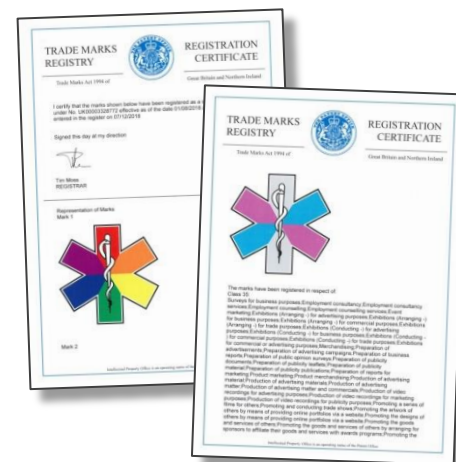 TRADE MARKS
REGISTRY
REGISTRATION
CERTIFICATE
Trade Marks Act 1994 of
Great Britain and Northern Ireland
I certify that the marks shown below have been registered as a
under No. UK00003328772 effective as of the date 01/08/2018
entered in the register on 07/12/2018
Signed this day at my direction
Tim Moss
REGISTRAR
Representation of Marks
Mark 1
Mark 2
TRADE MARKS
REGISTRY
REGISTRATION
CERTIFICATE
Trade Marks Act 1994 of
Great Britain and Northern Ireland
The marks have been registered in respect of:
Class 35
Surveys for business purposes;Employment consultancy;Employment consultancy
services;Employment counselling;Employment counselling services;Event
marketing;Exhibitions (Arranging -) for advertising purposes;Exhibitions (Arranging -)
for business purposes;Exhibitions (Arranging -) for commercial purposes;Exhibitions
(Arranging -) for trade purposes;Exhibitions (Conducting -) for advertising
purposes;Exhibitions (Conducting -) for business purposes;Exhibitions (Conducting -
) for commercial purposes;Exhibitions (Conducting -) for trade purposes;Exhibitions
for commercial or advertising purposes;Merchandising;Preparation of
advertisements;Preparation of advertising campaigns;Preparation of business
reports;Preparation of public opinion surveys;Preparation of publicity
documents;Preparation of publicity leaflets;Preparation of publicity
material;Preparation of publicity publications;Preparation of reports for
marketing;Product marketing;Product merchandising;Production of advertising
material;Production of advertising materials;Production of advertising
matter;Production of advertising matter and commercials;Production of video
recordings for advertising purposes;Production of video recordings for marketing
purposes;Production of video recordings for publicity purposes;Promoting a series of
films for others;Promoting and conducting trade shows;Promoting the artwork of
others by means of providing online portfolios via a website;Promoting the designs of
others by means of providing online portfolios via a website;Promoting the goods
and services of others;Promoting the goods and services of others by arranging for
sponsors to affiliate their goods and services with awards programs;Promoting the
Intellectual Property Office is an operating name of the Patent Office